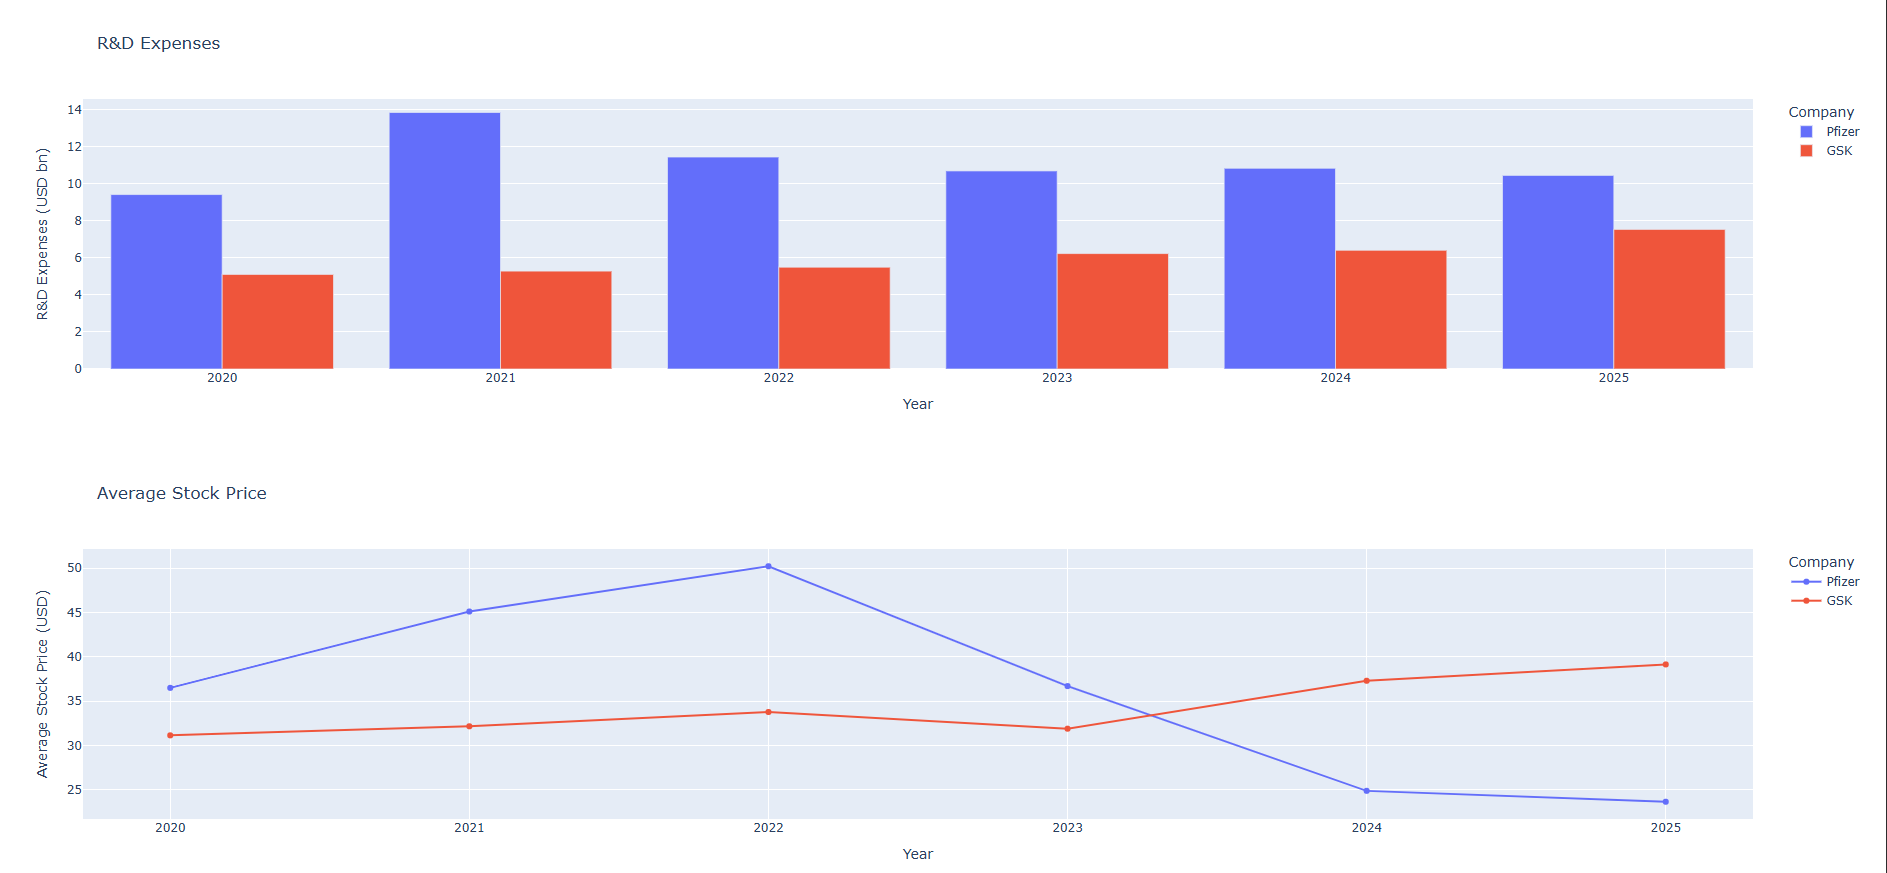 R&D Expenses
R&D Expenses (USD bn)
14
12
10
8
6
4
2
0
2020 2021 2022 2023 2024 2025
Year
Company
Pfizer
GSK
Average Stock Price
Average Stock Price (USD)
50
45
40
35
30
25
2020 2021 2022 2023 2024 2025
Year
Company
Pfizer
GSK